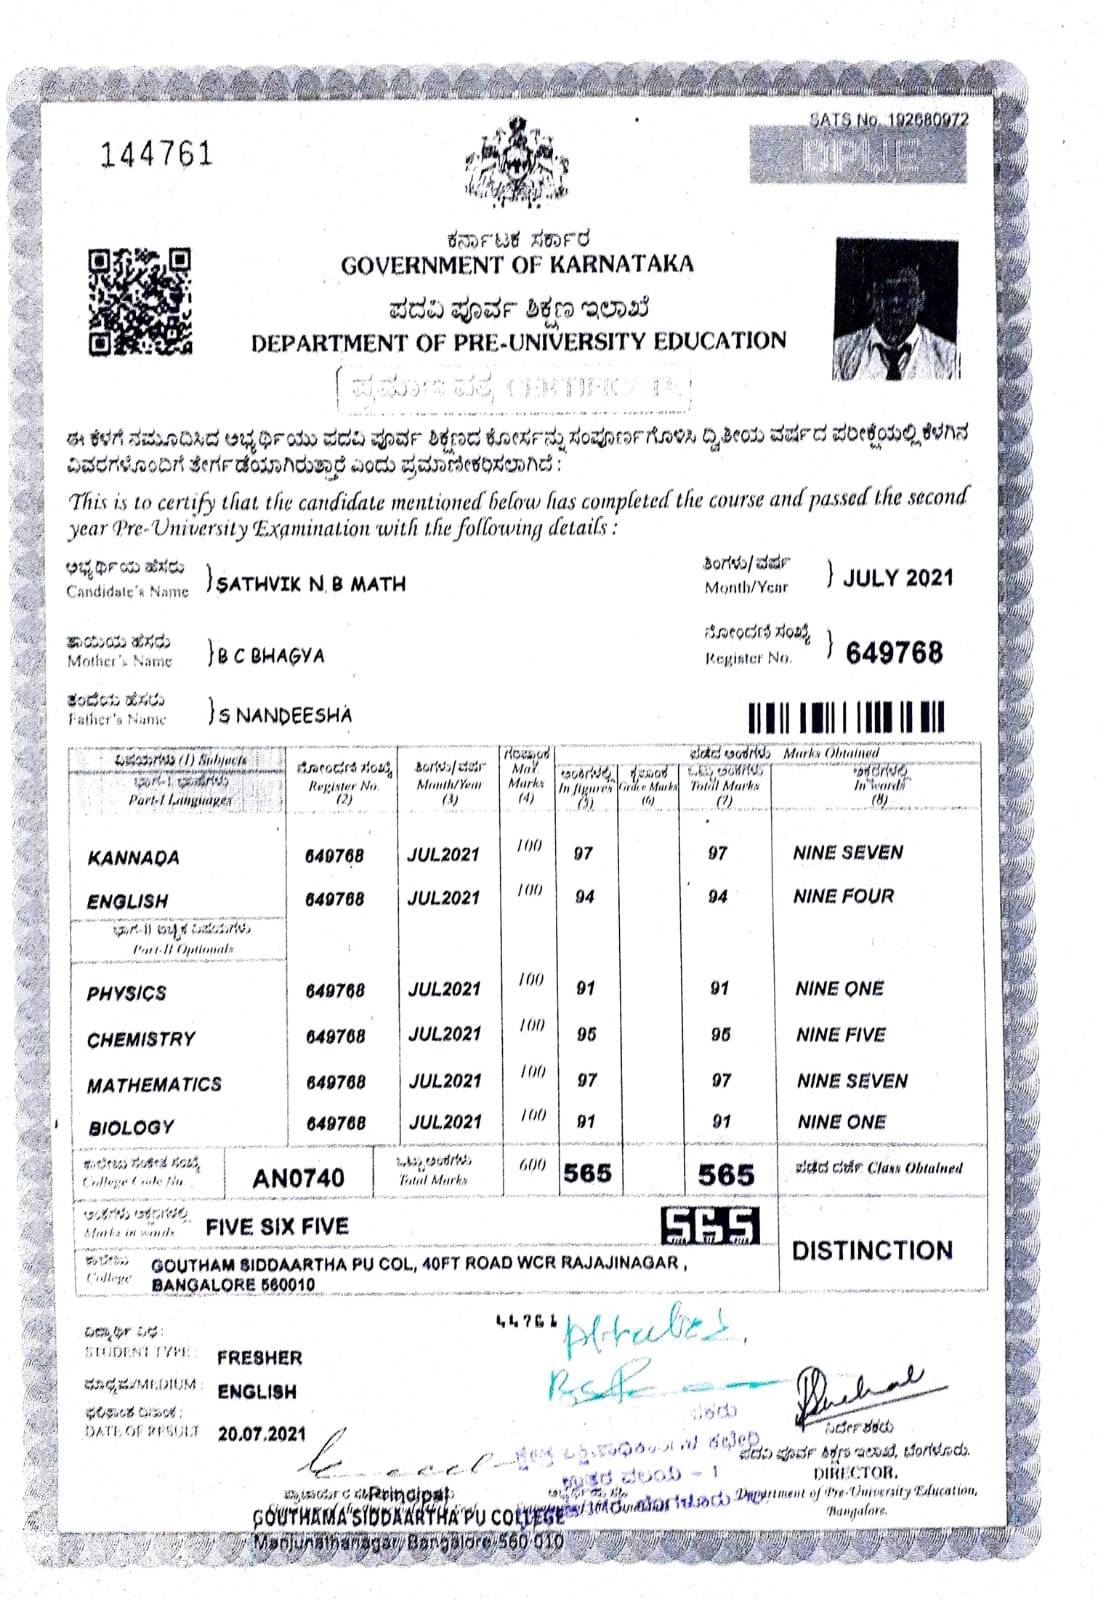 SATS No. 192680972
144761
DPUE
ಕರ್ನಾಟಕ ಸರ್ಕಾರ
GOVERNMENT OF KARNATAKA
ಪದವಿ ಪೂರ್ವ ಶಿಕ್ಷಣ ಇಲಾಖೆ
DEPARTMENT OF PRE-UNIVERSITY EDUCATION
ಪ್ರಮಾಣ ಪತ್ರ CERTIFICATE
ಈ ಕೆಳಗೆ ನಮೂದಿಸಿದ ಅಭ್ಯರ್ಥಿಯು ಪದವಿ ಪೂರ್ವ ಶಿಕ್ಷಣದ ಕೋರ್ಸನ್ನು ಸಂಪೂರ್ಣಗೊಳಿಸಿ ದ್ವಿತೀಯ ವರ್ಷದ ಪರೀಕ್ಷೆಯಲ್ಲಿ ಕೆಳಗಿನ
ವಿವರಗಳೊಂದಿಗೆ ತೇರ್ಗಡೆಯಾಗಿರುತ್ತಾರೆ ಎಂದು ಪ್ರಮಾಣೀಕರಿಸಲಾಗಿದೆ :
This is to certify that the candidate mentioned below has completed the course and passed the second
year Pre-University Examination with the following details :
ಅಭ್ಯರ್ಥಿಯ ಹೆಸರು
Candidate's Name } SATHVIK N B MATH
ತಿಂಗಳು/ವರ್ಷ
Month/Year } JULY 2021
ತಾಯಿಯ ಹೆಸರು
Mother's Name } B C BHAGYA
ನೋಂದಣಿ ಸಂಖ್ಯೆ
Register No. } 649768
ತಂದೆಯ ಹೆಸರು
Father's Name } S NANDEESHA
ವಿಷಯಗಳು (1) Subjects
ಭಾಗ-I ಭಾಷೆಗಳು
Part-I Languages
ನೋಂದಣಿ ಸಂಖ್ಯೆ
Register No.
(2)
ತಿಂಗಳು/ವರ್ಷ
Month/Year
(3)
ಗರಿಷ್ಠಾಂಕ
Max. Marks
(4)
ಪಡೆದ ಅಂಕಗಳು Marks Obtained
ಅಂಕಿಗಳಲ್ಲಿ
In figures
(5)
ಕೃಪಾಂಕ
Grace Marks
(6)
ಒಟ್ಟು ಅಂಕಗಳು
Total Marks
(7)
ಅಕ್ಷರಗಳಲ್ಲಿ
In words
(8)
KANNADA 649768 JUL2021 100 97 97 NINE SEVEN
ENGLISH 649768 JUL2021 100 94 94 NINE FOUR
ಭಾಗ-II ಐಚ್ಛಿಕ ವಿಷಯಗಳು
Part-II Optionals
PHYSICS 649768 JUL2021 100 91 91 NINE ONE
CHEMISTRY 649768 JUL2021 100 95 95 NINE FIVE
MATHEMATICS 649768 JUL2021 100 97 97 NINE SEVEN
BIOLOGY 649768 JUL2021 100 91 91 NINE ONE
ಕಾಲೇಜು ಸಂಕೇತ ಸಂಖ್ಯೆ
College Code No. AN0740
ಒಟ್ಟು ಅಂಕಗಳು
Total Marks 600 565 565
ಪಡೆದ ದರ್ಜೆ Class Obtained
ಅಂಕಗಳು ಅಕ್ಷರಗಳಲ್ಲಿ
Marks in words FIVE SIX FIVE
565
DISTINCTION
ಕಾಲೇಜು
College
GOUTHAM SIDDAARTHA PU COL, 40FT ROAD WCR RAJAJINAGAR ,
BANGALORE 560010
44761
ವಿದ್ಯಾರ್ಥಿ ವಿಧ :
STUDENT TYPE : FRESHER
ಮಾಧ್ಯಮ/MEDIUM : ENGLISH
ಫಲಿತಾಂಶ ದಿನಾಂಕ :
DATE OF RESULT 20.07.2021
ನಿರ್ದೇಶಕರು
ಪದವಿ ಪೂರ್ವ ಶಿಕ್ಷಣ ಇಲಾಖೆ, ಬೆಂಗಳೂರು.
DIRECTOR,
Department of Pre-University Education,
Bangalore.
ಉತ್ತರ ವಲಯ - 1
Principal
GOUTHAMA SIDDAARTHA PU COLLEGE
Manjunathanagar, Bangalore-560 010